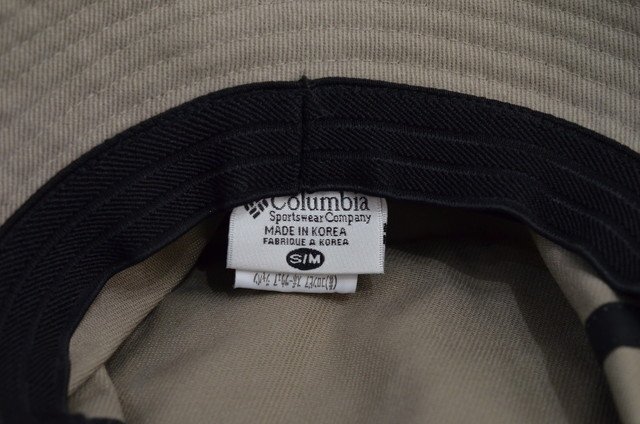 Columbia
Sportswear Company
MADE IN KOREA
FABRIQUE A KOREA
S/M